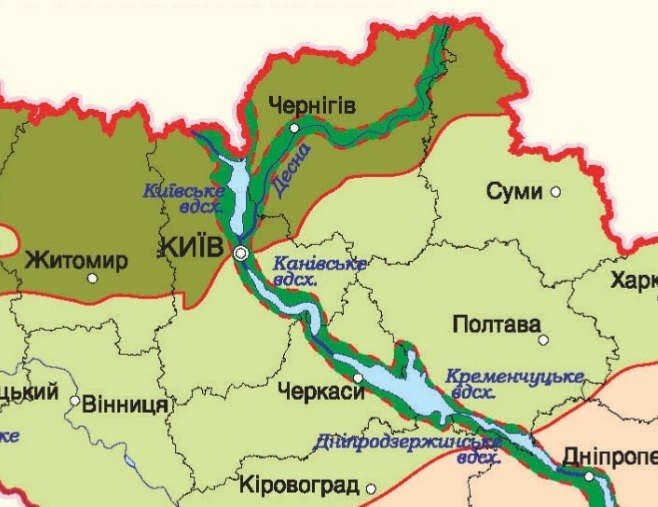 Чернігів
Десна
Київське
вдсх.
Суми
КИЇВ
Житомир
Канівське
вдсх.
Харк
Полтава
Черкаси
Кременчуцьке
вдсх.
цький
Вінниця
ке
Дніпродзержинське
вдсх.
Дніпропе
Кіровоград